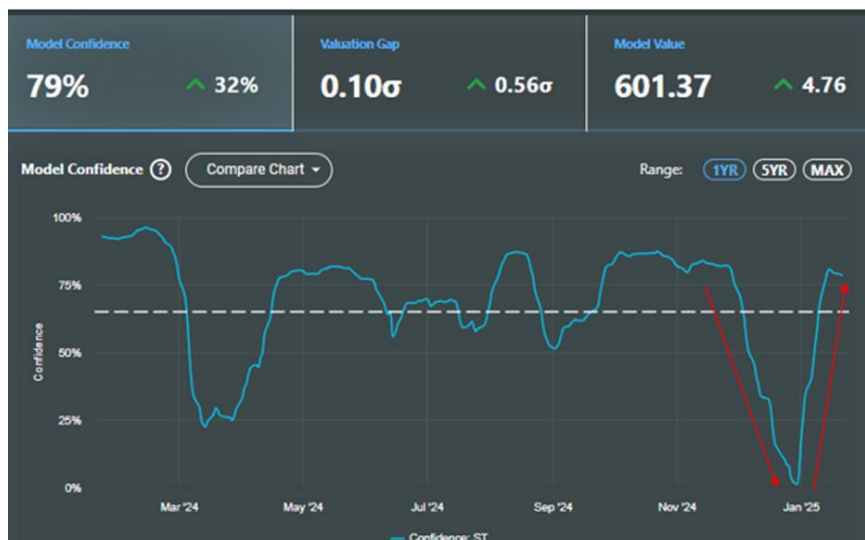 Model Confidence
79%
32%
Valuation Gap
0.10σ
0.56σ
Model Value
601.37
4.76
Model Confidence ?
Compare Chart
Range: 1YR 5YR MAX
100%
75%
50%
25%
0%
Confidence
Mar '24 May '24 Jul '24 Sep '24 Nov '24 Jan '25
Confidence: ST